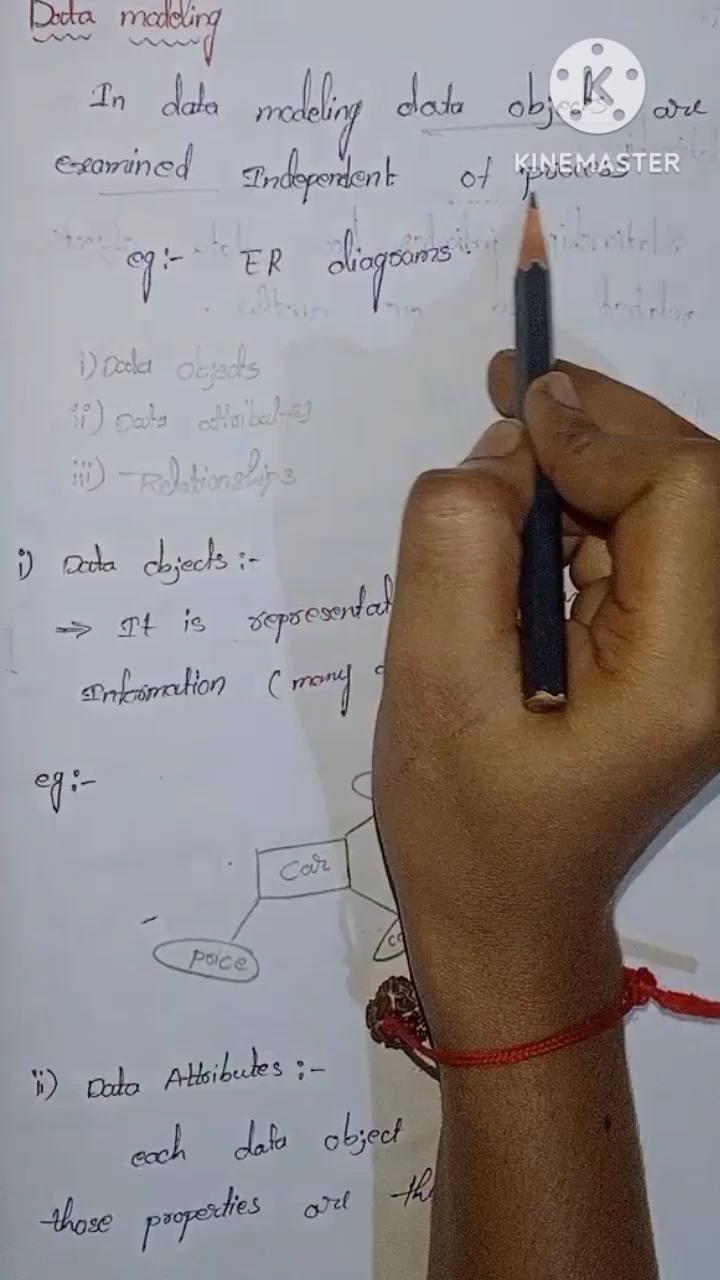 Data modeling
In data modeling data objects are
KINEMASTER
examined Independent of process
eg:- ER diagrams.
i) Data objects
ii) Data attributes
iii) Relationships
i) Data objects :-
⇒ It is
Information (many
eg:-
Car
price
ii) Data Attributes :-
each data object
those properties are